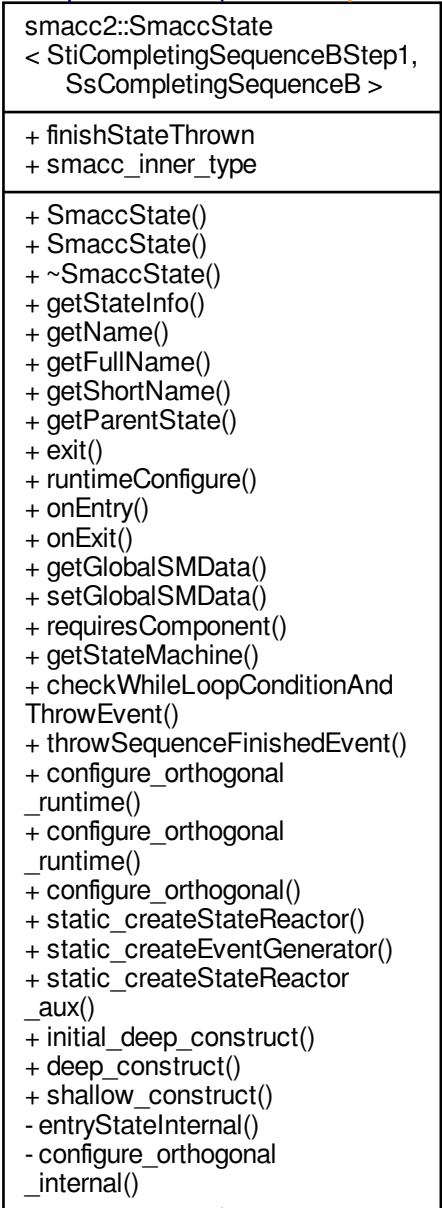 smacc2::SmaccState
< StiCompletingSequenceBStep1,
SsCompletingSequenceB >
+ finishStateThrown
+ smacc_inner_type
+ SmaccState()
+ SmaccState()
+ ~SmaccState()
+ getStateInfo()
+ getName()
+ getFullName()
+ getShortName()
+ getParentState()
+ exit()
+ runtimeConfigure()
+ onEntry()
+ onExit()
+ getGlobalSMData()
+ setGlobalSMData()
+ requiresComponent()
+ getStateMachine()
+ checkWhileLoopConditionAnd
ThrowEvent()
+ throwSequenceFinishedEvent()
+ configure_orthogonal
_runtime()
+ configure_orthogonal
_runtime()
+ configure_orthogonal()
+ static_createStateReactor()
+ static_createEventGenerator()
+ static_createStateReactor
_aux()
+ initial_deep_construct()
+ deep_construct()
+ shallow_construct()
- entryStateInternal()
- configure_orthogonal
_internal()